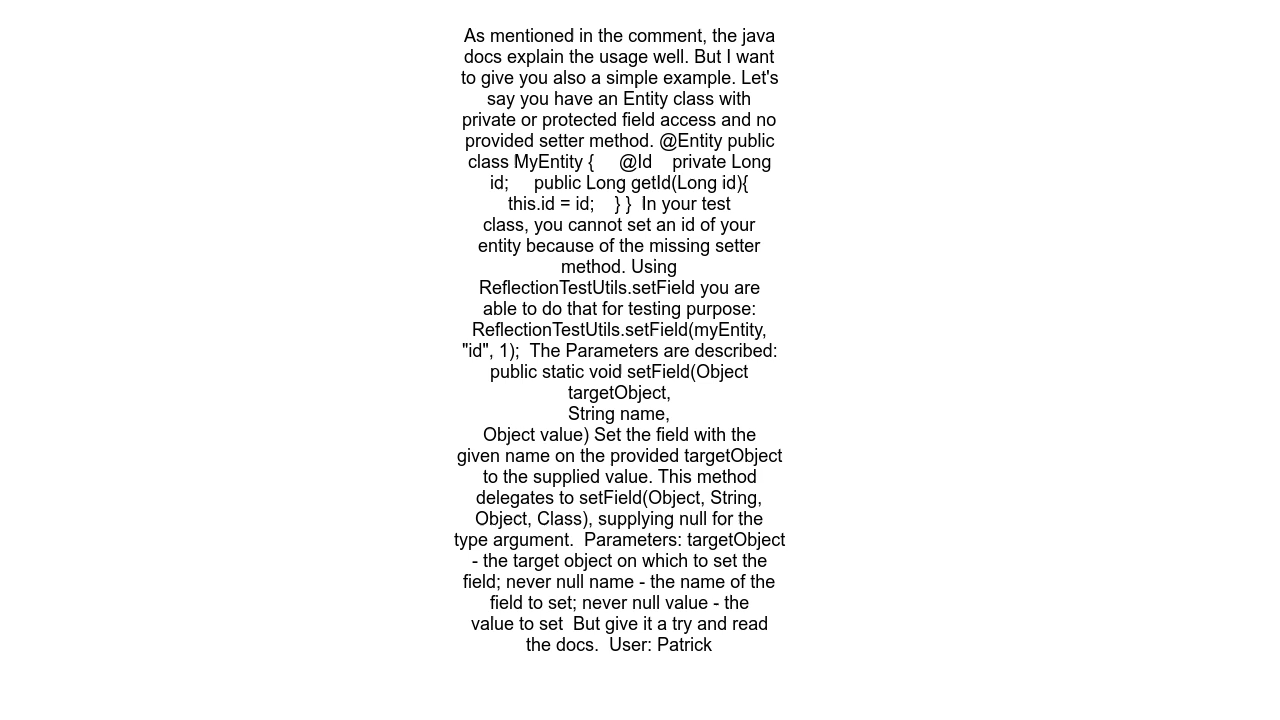 As mentioned in the comment, the java
docs explain the usage well. But I want
to give you also a simple example. Let's
say you have an Entity class with
private or protected field access and no
provided setter method. @Entity public
class MyEntity {     @Id    private Long
id;     public Long getId(Long id){
this.id = id;    } }  In your test
class, you cannot set an id of your
entity because of the missing setter
method. Using
ReflectionTestUtils.setField you are
able to do that for testing purpose:
ReflectionTestUtils.setField(myEntity,
"id", 1);  The Parameters are described:
public static void setField(Object
targetObject,
String name,
Object value) Set the field with the
given name on the provided targetObject
to the supplied value. This method
delegates to setField(Object, String,
Object, Class), supplying null for the
type argument.  Parameters: targetObject
- the target object on which to set the
field; never null name - the name of the
field to set; never null value - the
value to set  But give it a try and read
the docs.  User: Patrick